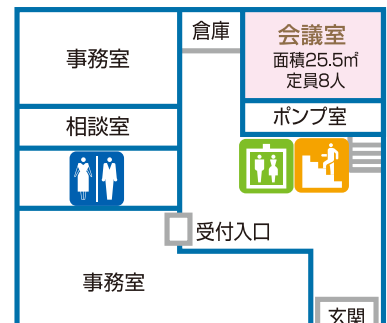 倉庫
会議室
面積25.5㎡
定員8人
事務室
ポンプ室
相談室
受付入口
事務室
玄関